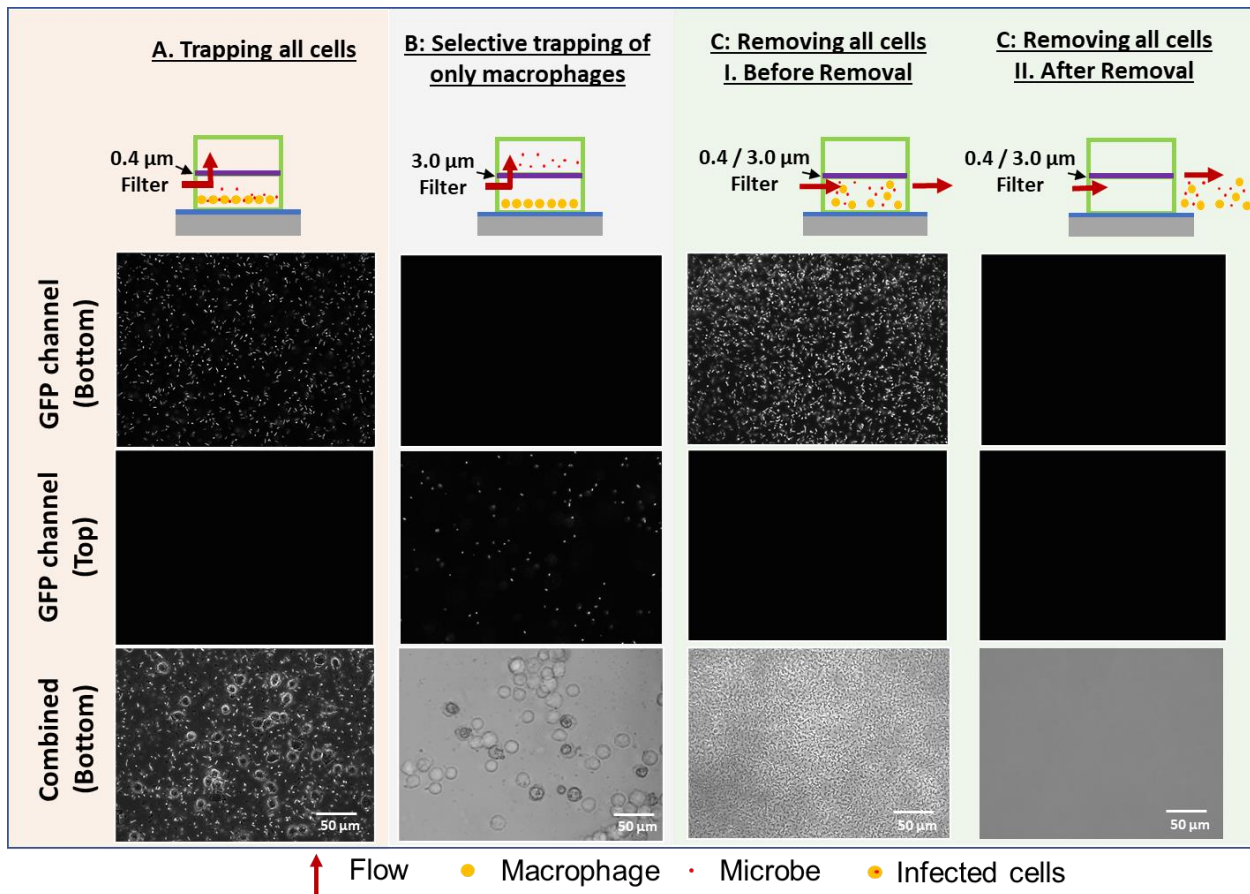 A. Trapping all cells
B: Selective trapping of
only macrophages
C: Removing all cells
I. Before Removal
C: Removing all cells
II. After Removal
0.4 µm
Filter
3.0 µm
Filter
0.4 / 3.0 µm
Filter
0.4 / 3.0 µm
Filter
GFP channel
(Bottom)
GFP channel
(Top)
Combined
(Bottom)
50 µm
50 µm
50 µm
50 µm
Flow
Macrophage
Microbe
Infected cells